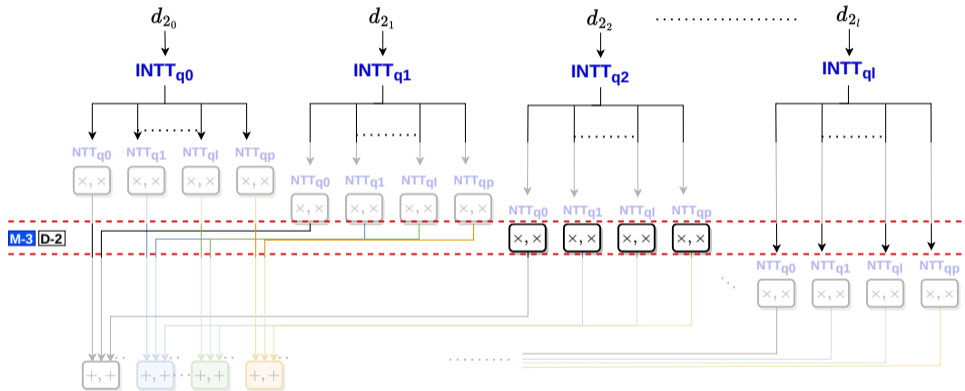 d₂₀ d₂₁ d₂₂ d₂ₗ
INTTq0 INTTq1 INTTq2 INTTql
NTTq0 NTTq1 NTTql NTTqp
×,× ×,× ×,× ×,×
NTTq0 NTTq1 NTTql NTTqp
×,× ×,× ×,× ×,×
NTTq0 NTTq1 NTTql NTTqp
M-3 D-2 ×,× ×,× ×,× ×,×
NTTq0 NTTq1 NTTql NTTqp
×,× ×,× ×,× ×,×
+,+ +,+ +,+ +,+